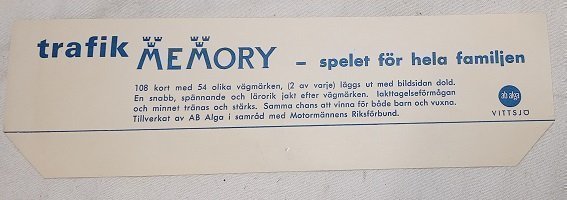 trafik MEMORY – spelet för hela familjen
108 kort med 54 olika vägmärken, (2 av varje) läggs ut med bildsidan dold.
En snabb, spännande och lärorik jakt efter vägmärken. Iakttagelseförmågan
och minnet tränas och stärks. Samma chans att vinna för både barn och vuxna.
Tillverkat av AB Alga i samråd med Motormännens Riksförbund.
ab alga
VITTSJÖ